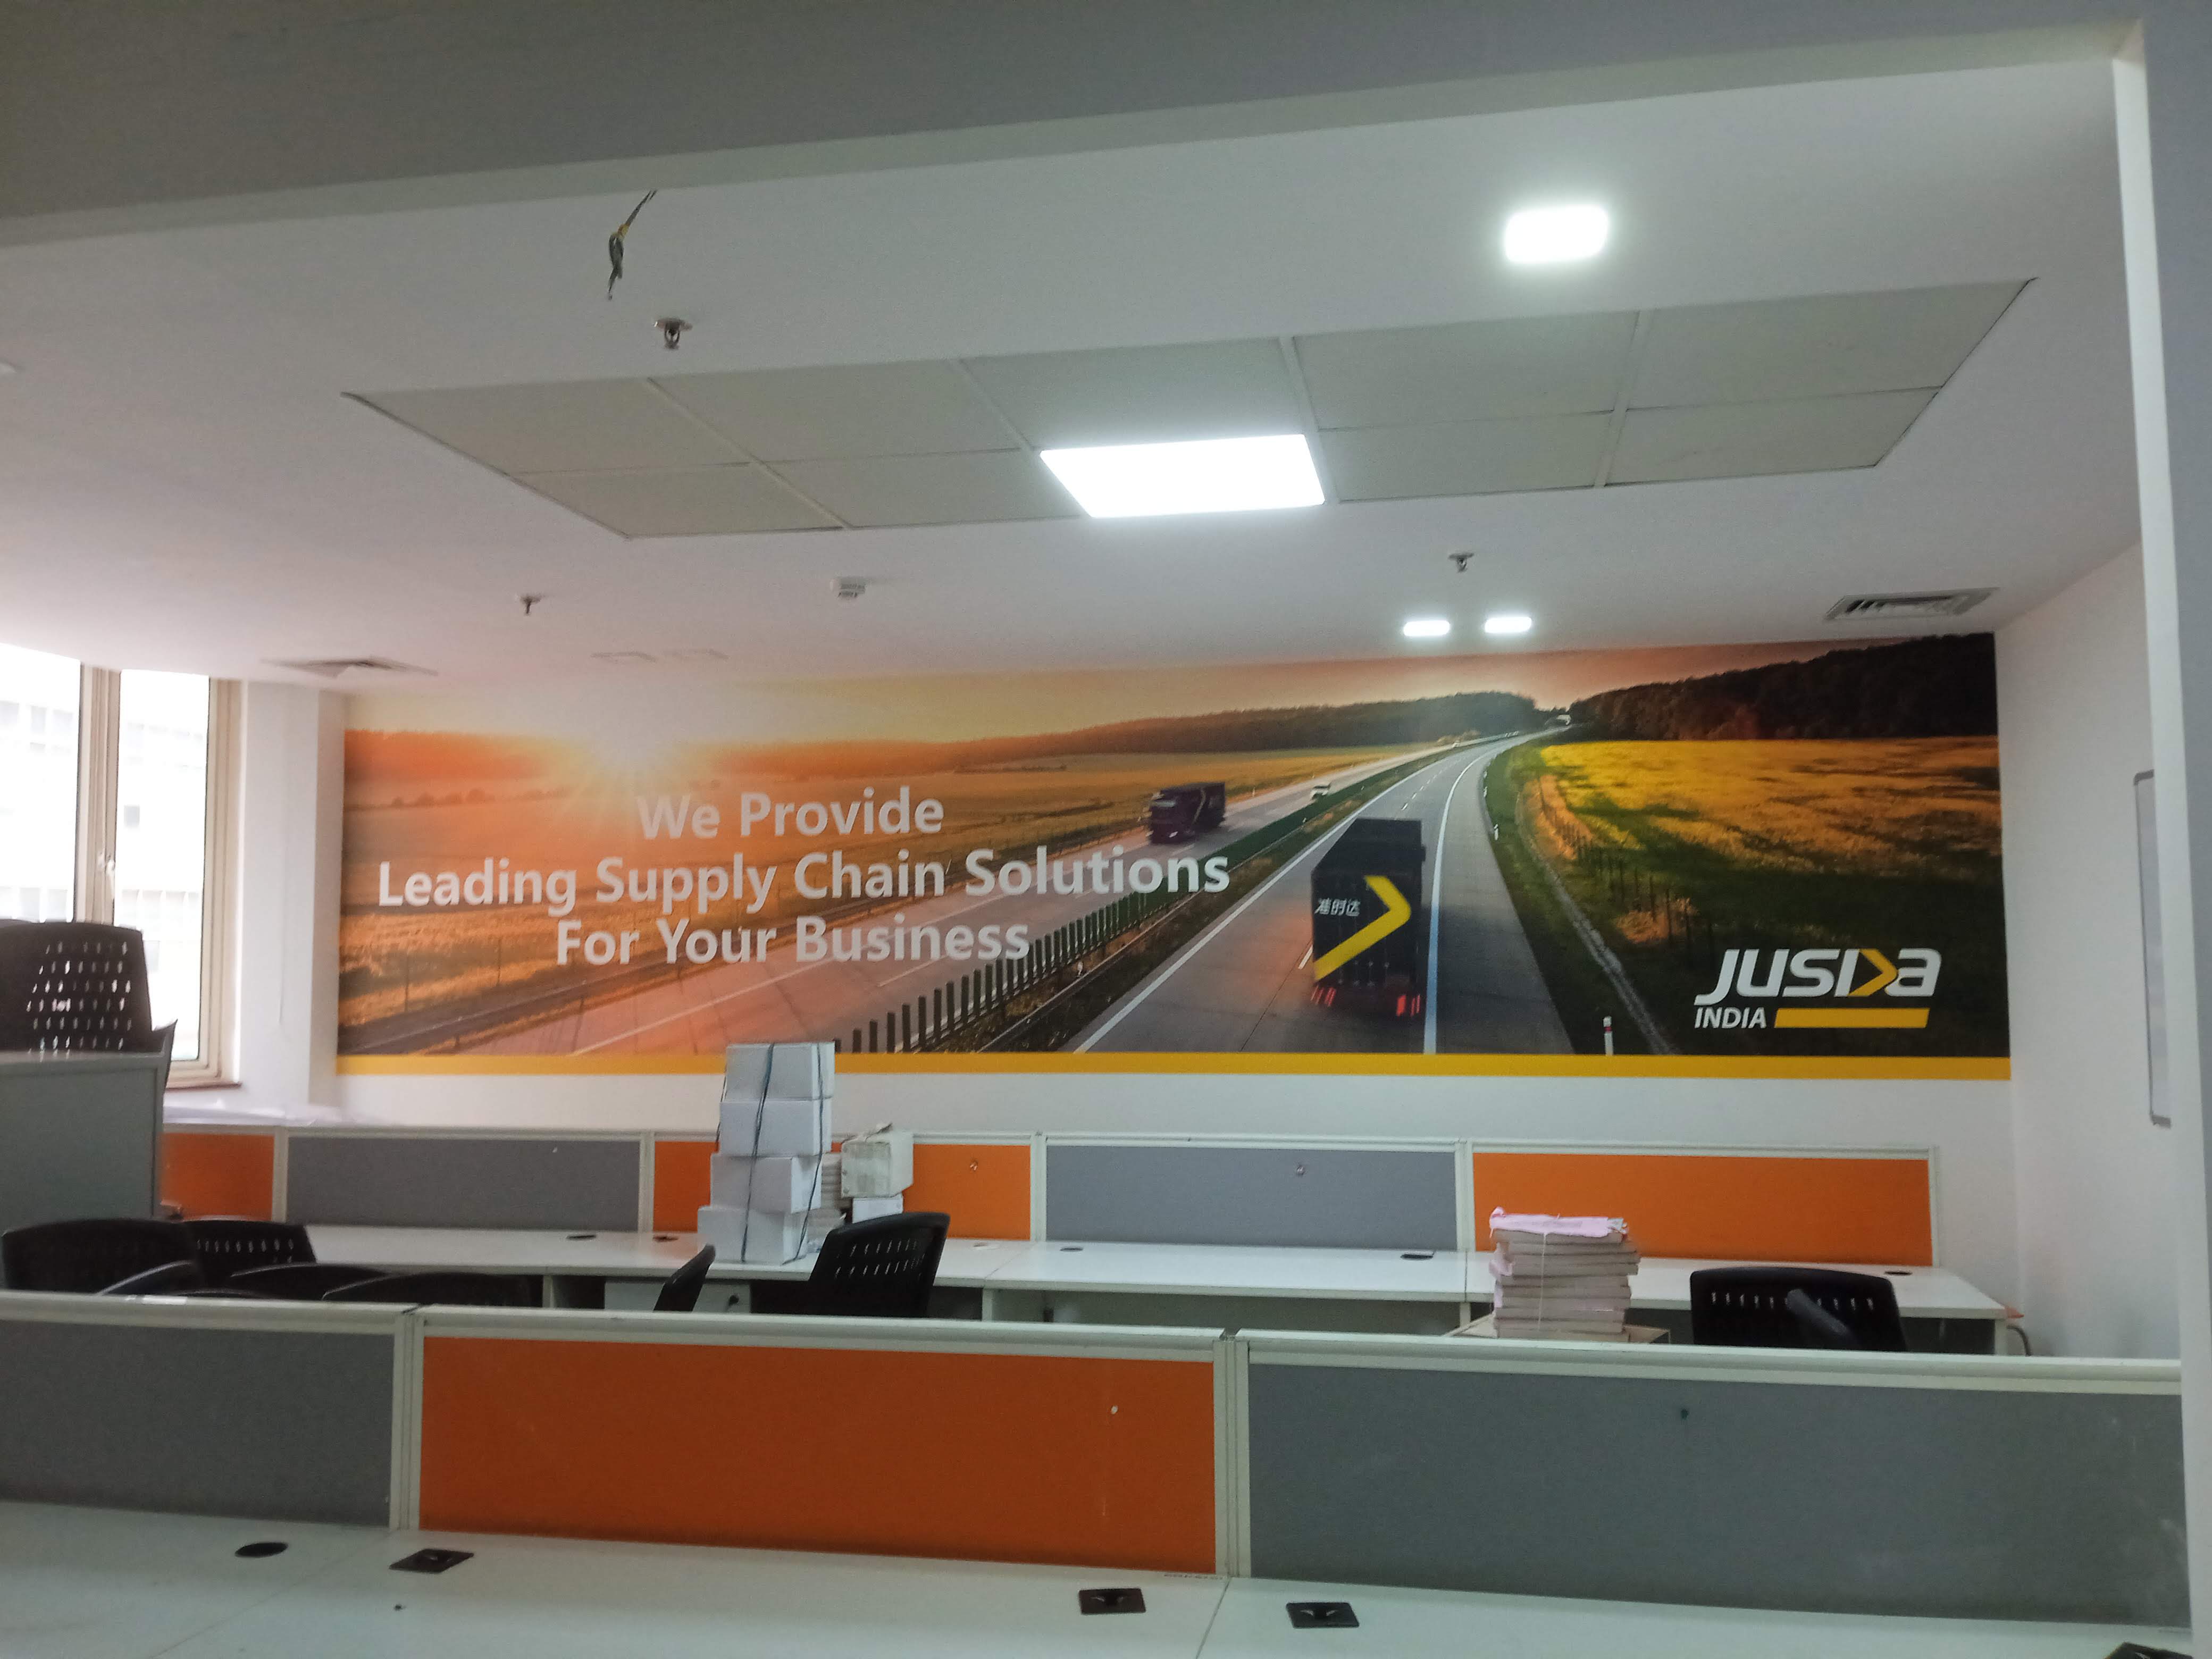 We Provide
Leading Supply Chain Solutions
For Your Business
准时达
JUSDA
INDIA